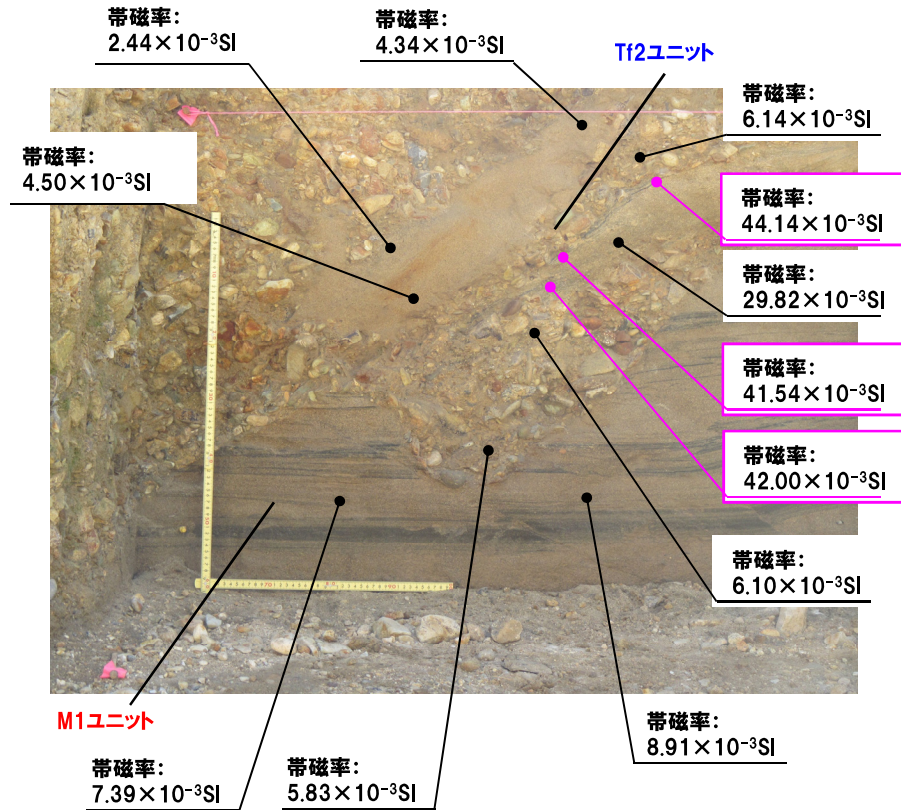 帯磁率:
2.44×10⁻³SI
帯磁率:
4.34×10⁻³SI
Tf2ユニット
帯磁率:
6.14×10⁻³SI
帯磁率:
4.50×10⁻³SI
帯磁率:
44.14×10⁻³SI
帯磁率:
29.82×10⁻³SI
帯磁率:
41.54×10⁻³SI
帯磁率:
42.00×10⁻³SI
帯磁率:
6.10×10⁻³SI
M1ユニット
帯磁率:
8.91×10⁻³SI
帯磁率:
7.39×10⁻³SI
帯磁率:
5.83×10⁻³SI